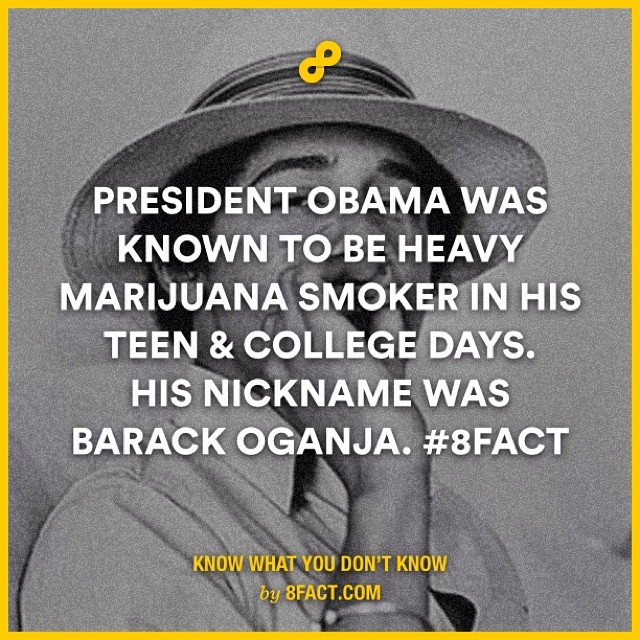 PRESIDENT OBAMA WAS
KNOWN TO BE HEAVY
MARIJUANA SMOKER IN HIS
TEEN & COLLEGE DAYS.
HIS NICKNAME WAS
BARACK OGANJA. #8FACT
KNOW WHAT YOU DON'T KNOW
by 8FACT.COM